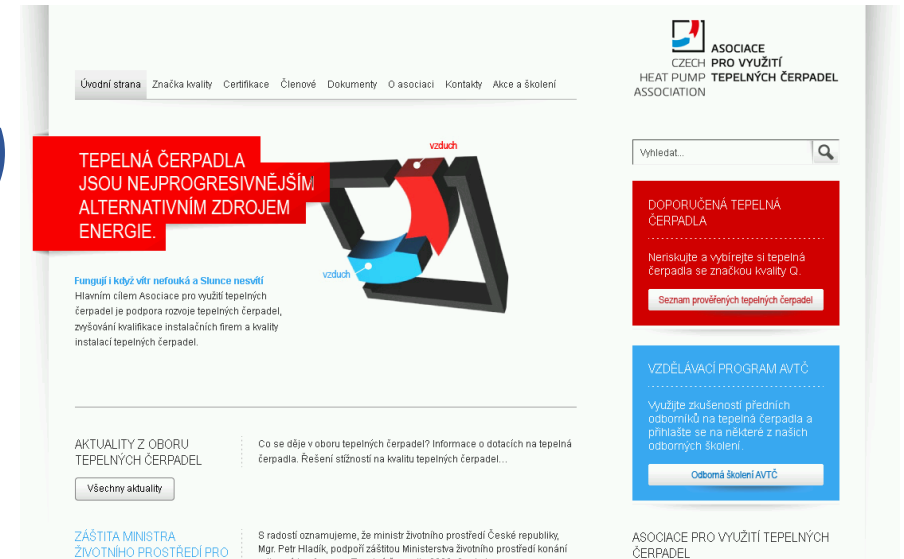 ASOCIACE
CZECH PRO VYUŽITÍ
HEAT PUMP TEPELNÝCH ČERPADEL
ASSOCIATION
Úvodní strana Značka kvality Certifikace Členové Dokumenty O asociaci Kontakty Akce a školení
TEPELNÁ ČERPADLA
JSOU NEJPROGRESIVNĚJŠÍM
ALTERNATIVNÍM ZDROJEM
ENERGIE.
vzduch
vzduch
Fungují i když vítr nefouká a Slunce nesvítí
Hlavním cílem Asociace pro využití tepelných
čerpadel je podpora rozvoje tepelných čerpadel,
zvyšování kvalifikace instalačních firem a kvality
instalací tepelných čerpadel.
Vyhledat...
DOPORUČENÁ TEPELNÁ
ČERPADLA
Neriskujte a vybírejte si tepelná
čerpadla se značkou kvality Q.
Seznam prověřených tepelných čerpadel
VZDĚLÁVACÍ PROGRAM AVTČ
Využijte zkušeností předních
odborníků na tepelná čerpadla a
přihlašte se na některé z našich
odborných školení.
Odborná školení AVTČ
AKTUALITY Z OBORU
TEPELNÝCH ČERPADEL
Všechny aktuality
Co se děje v oboru tepelných čerpadel? Informace o dotacích na tepelná
čerpadla. Řešení stížností na kvalitu tepelných čerpadel…
ZÁŠTITA MINISTRA
ŽIVOTNÍHO PROSTŘEDÍ PRO
S radostí oznamujeme, že ministr životního prostředí České republiky,
Mgr. Petr Hladík, podpoří záštitou Ministerstva životního prostředí konání
ASOCIACE PRO VYUŽITÍ TEPELNÝCH
ČERPADEL